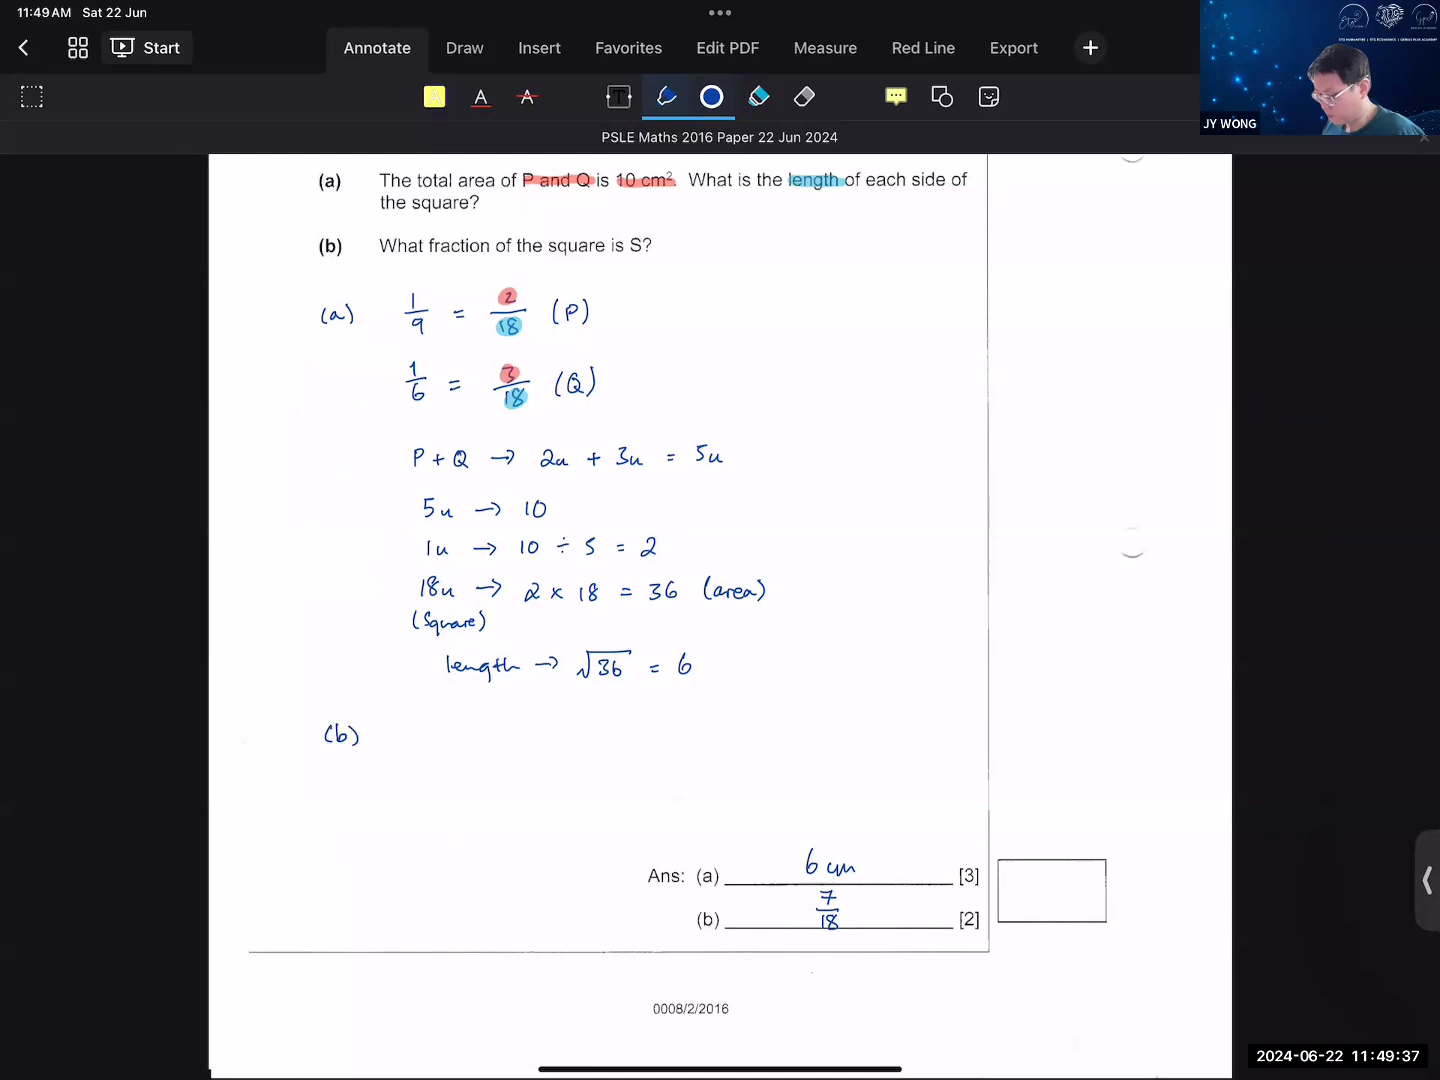 11:49 AM Sat 22 Jun
Start
Annotate Draw Insert Favorites Edit PDF Measure Red Line Export
A A A T
PSLE Maths 2016 Paper 22 Jun 2024
JY WONG
(a) The total area of P and Q is 10 cm². What is the length of each side of
the square?
(b) What fraction of the square is S?
(a) 1/9 = 2/18 (P)
1/6 = 3/18 (Q)
P + Q → 2u + 3u = 5u
5u → 10
1u → 10 ÷ 5 = 2
18u → 2 × 18 = 36 (area)
(Square)
length → √36 = 6
(b)
Ans: (a) 6 cm [3]
(b) 7/18 [2]
0008/2/2016
2024-06-22 11:49:37